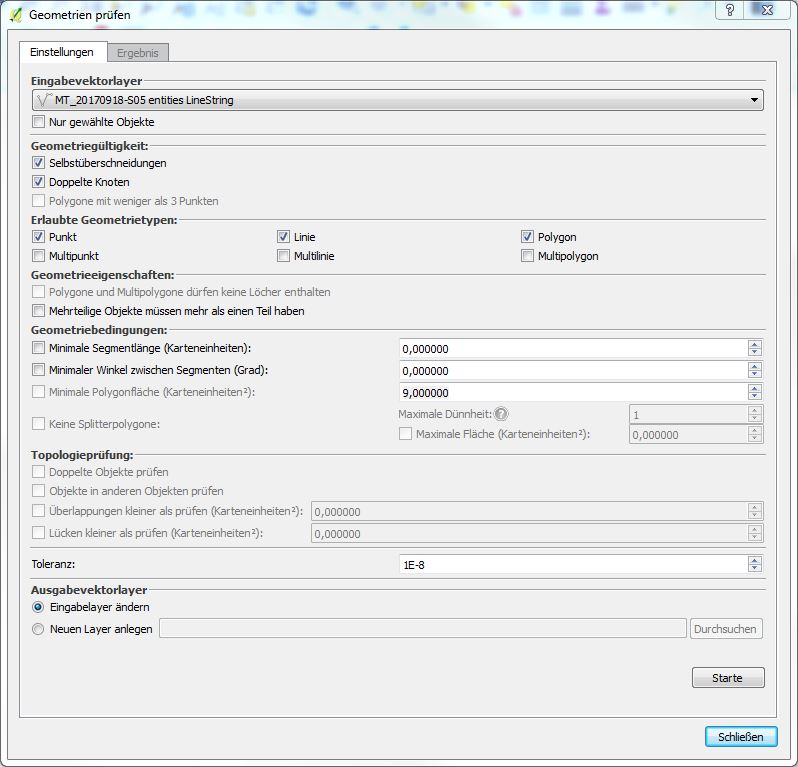 Geometrien prüfen
Einstellungen Ergebnis
Eingabevektorlayer
MT_20170918-S05 entities LineString
Nur gewählte Objekte
Geometriegültigkeit:
Selbstüberschneidungen
Doppelte Knoten
Polygone mit weniger als 3 Punkten
Erlaubte Geometrietypen:
Punkt Linie Polygon
Multipunkt Multilinie Multipolygon
Geometrieeigenschaften:
Polygone und Multipolygone dürfen keine Löcher enthalten
Mehrteilige Objekte müssen mehr als einen Teil haben
Geometriebedingungen:
Minimale Segmentlänge (Karteneinheiten): 0,000000
Minimaler Winkel zwischen Segmenten (Grad): 0,000000
Minimale Polygonfläche (Karteneinheiten²): 9,000000
Keine Splitterpolygone: Maximale Dünnheit: ? 1
Maximale Fläche (Karteneinheiten²): 0,000000
Topologieprüfung:
Doppelte Objekte prüfen
Objekte in anderen Objekten prüfen
Überlappungen kleiner als prüfen (Karteneinheiten²): 0,000000
Lücken kleiner als prüfen (Karteneinheiten²): 0,000000
Toleranz: 1E-8
Ausgabevektorlayer
Eingabelayer ändern
Neuen Layer anlegen Durchsuchen
Starte
Schließen